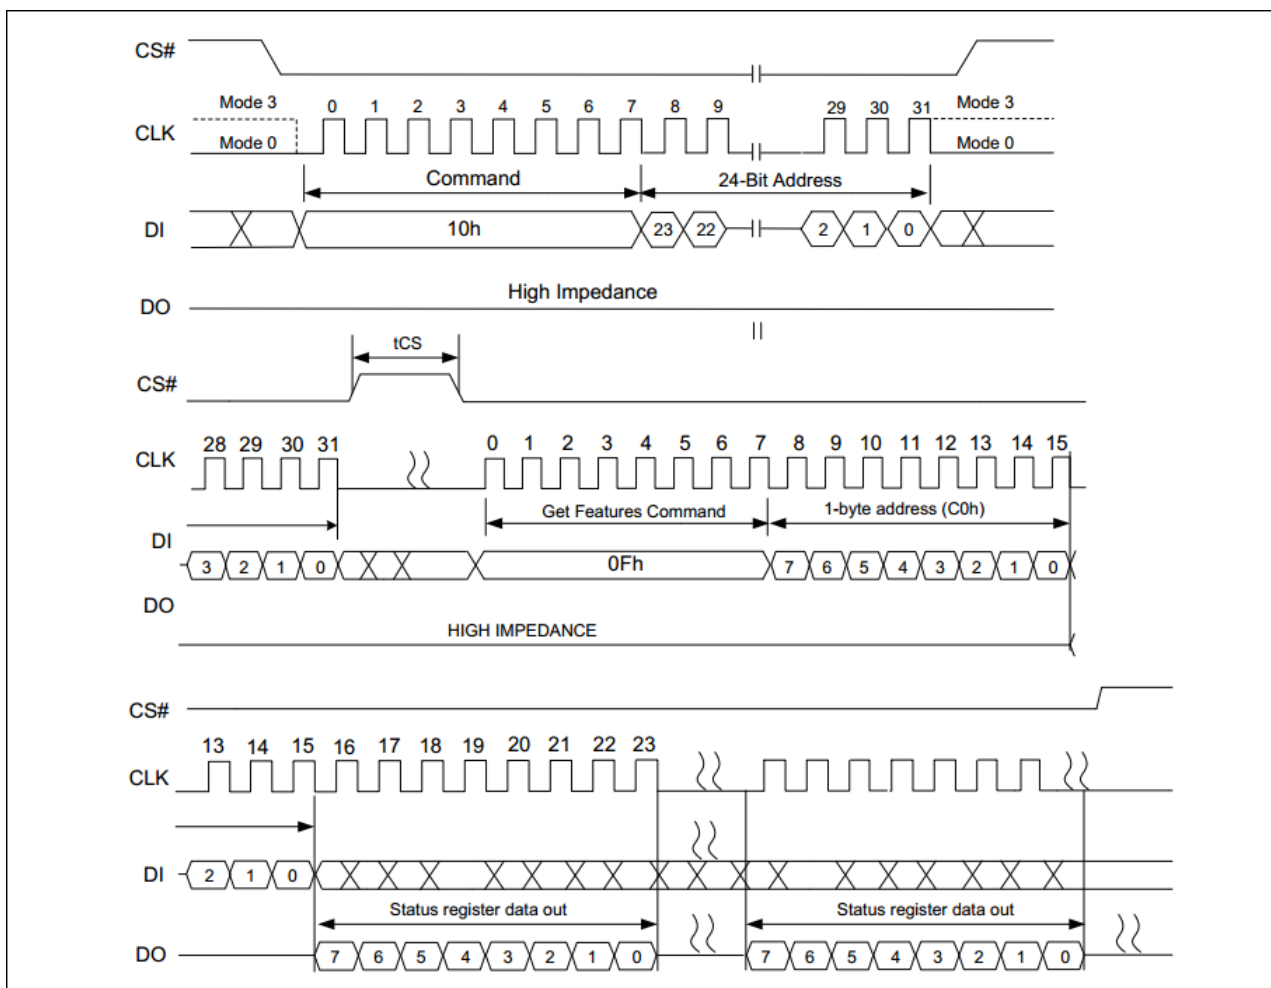 CS#
Mode 3 0 1 2 3 4 5 6 7 8 9 29 30 31 Mode 3
CLK
Mode 0 Mode 0
Command 24-Bit Address
DI 10h 23 22 2 1 0
High Impedance
DO
tCS
CS#
28 29 30 31 0 1 2 3 4 5 6 7 8 9 10 11 12 13 14 15
CLK
Get Features Command 1-byte address (C0h)
DI
3 2 1 0 0Fh 7 6 5 4 3 2 1 0
DO
HIGH IMPEDANCE
CS#
13 14 15 16 17 18 19 20 21 22 23
CLK
DI 2 1 0
Status register data out Status register data out
DO 7 6 5 4 3 2 1 0 7 6 5 4 3 2 1 0